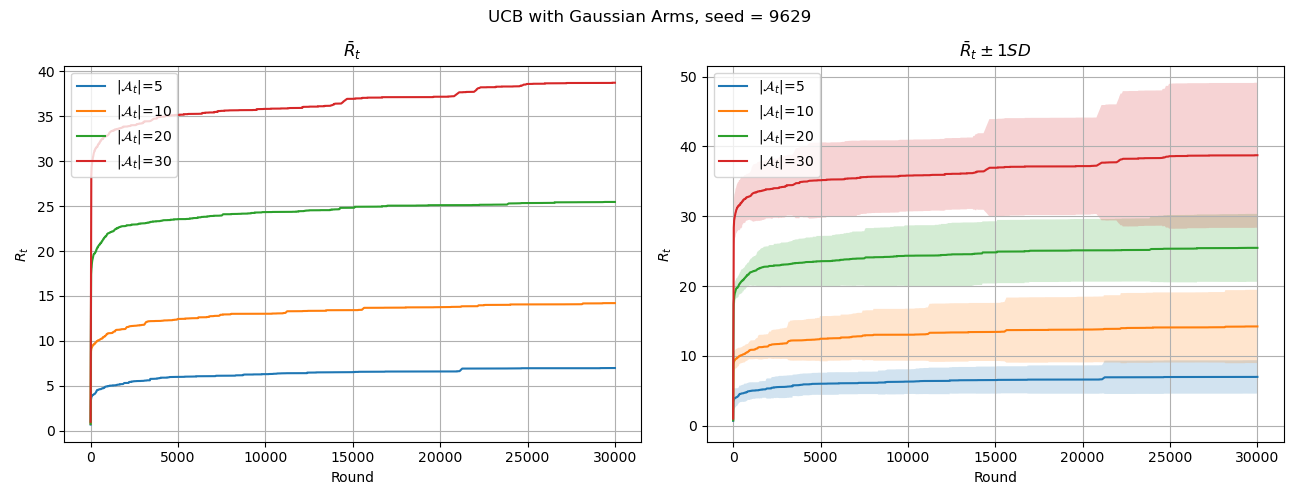 UCB with Gaussian Arms, seed = 9629
R̄ₜ
R̄ₜ ± 1SD
|𝒜ₜ|=5
|𝒜ₜ|=10
|𝒜ₜ|=20
|𝒜ₜ|=30
40
35
30
25
20
15
10
5
0
Rₜ
0 5000 10000 15000 20000 25000 30000
Round
|𝒜ₜ|=5
|𝒜ₜ|=10
|𝒜ₜ|=20
|𝒜ₜ|=30
50
40
30
20
10
0
Rₜ
0 5000 10000 15000 20000 25000 30000
Round